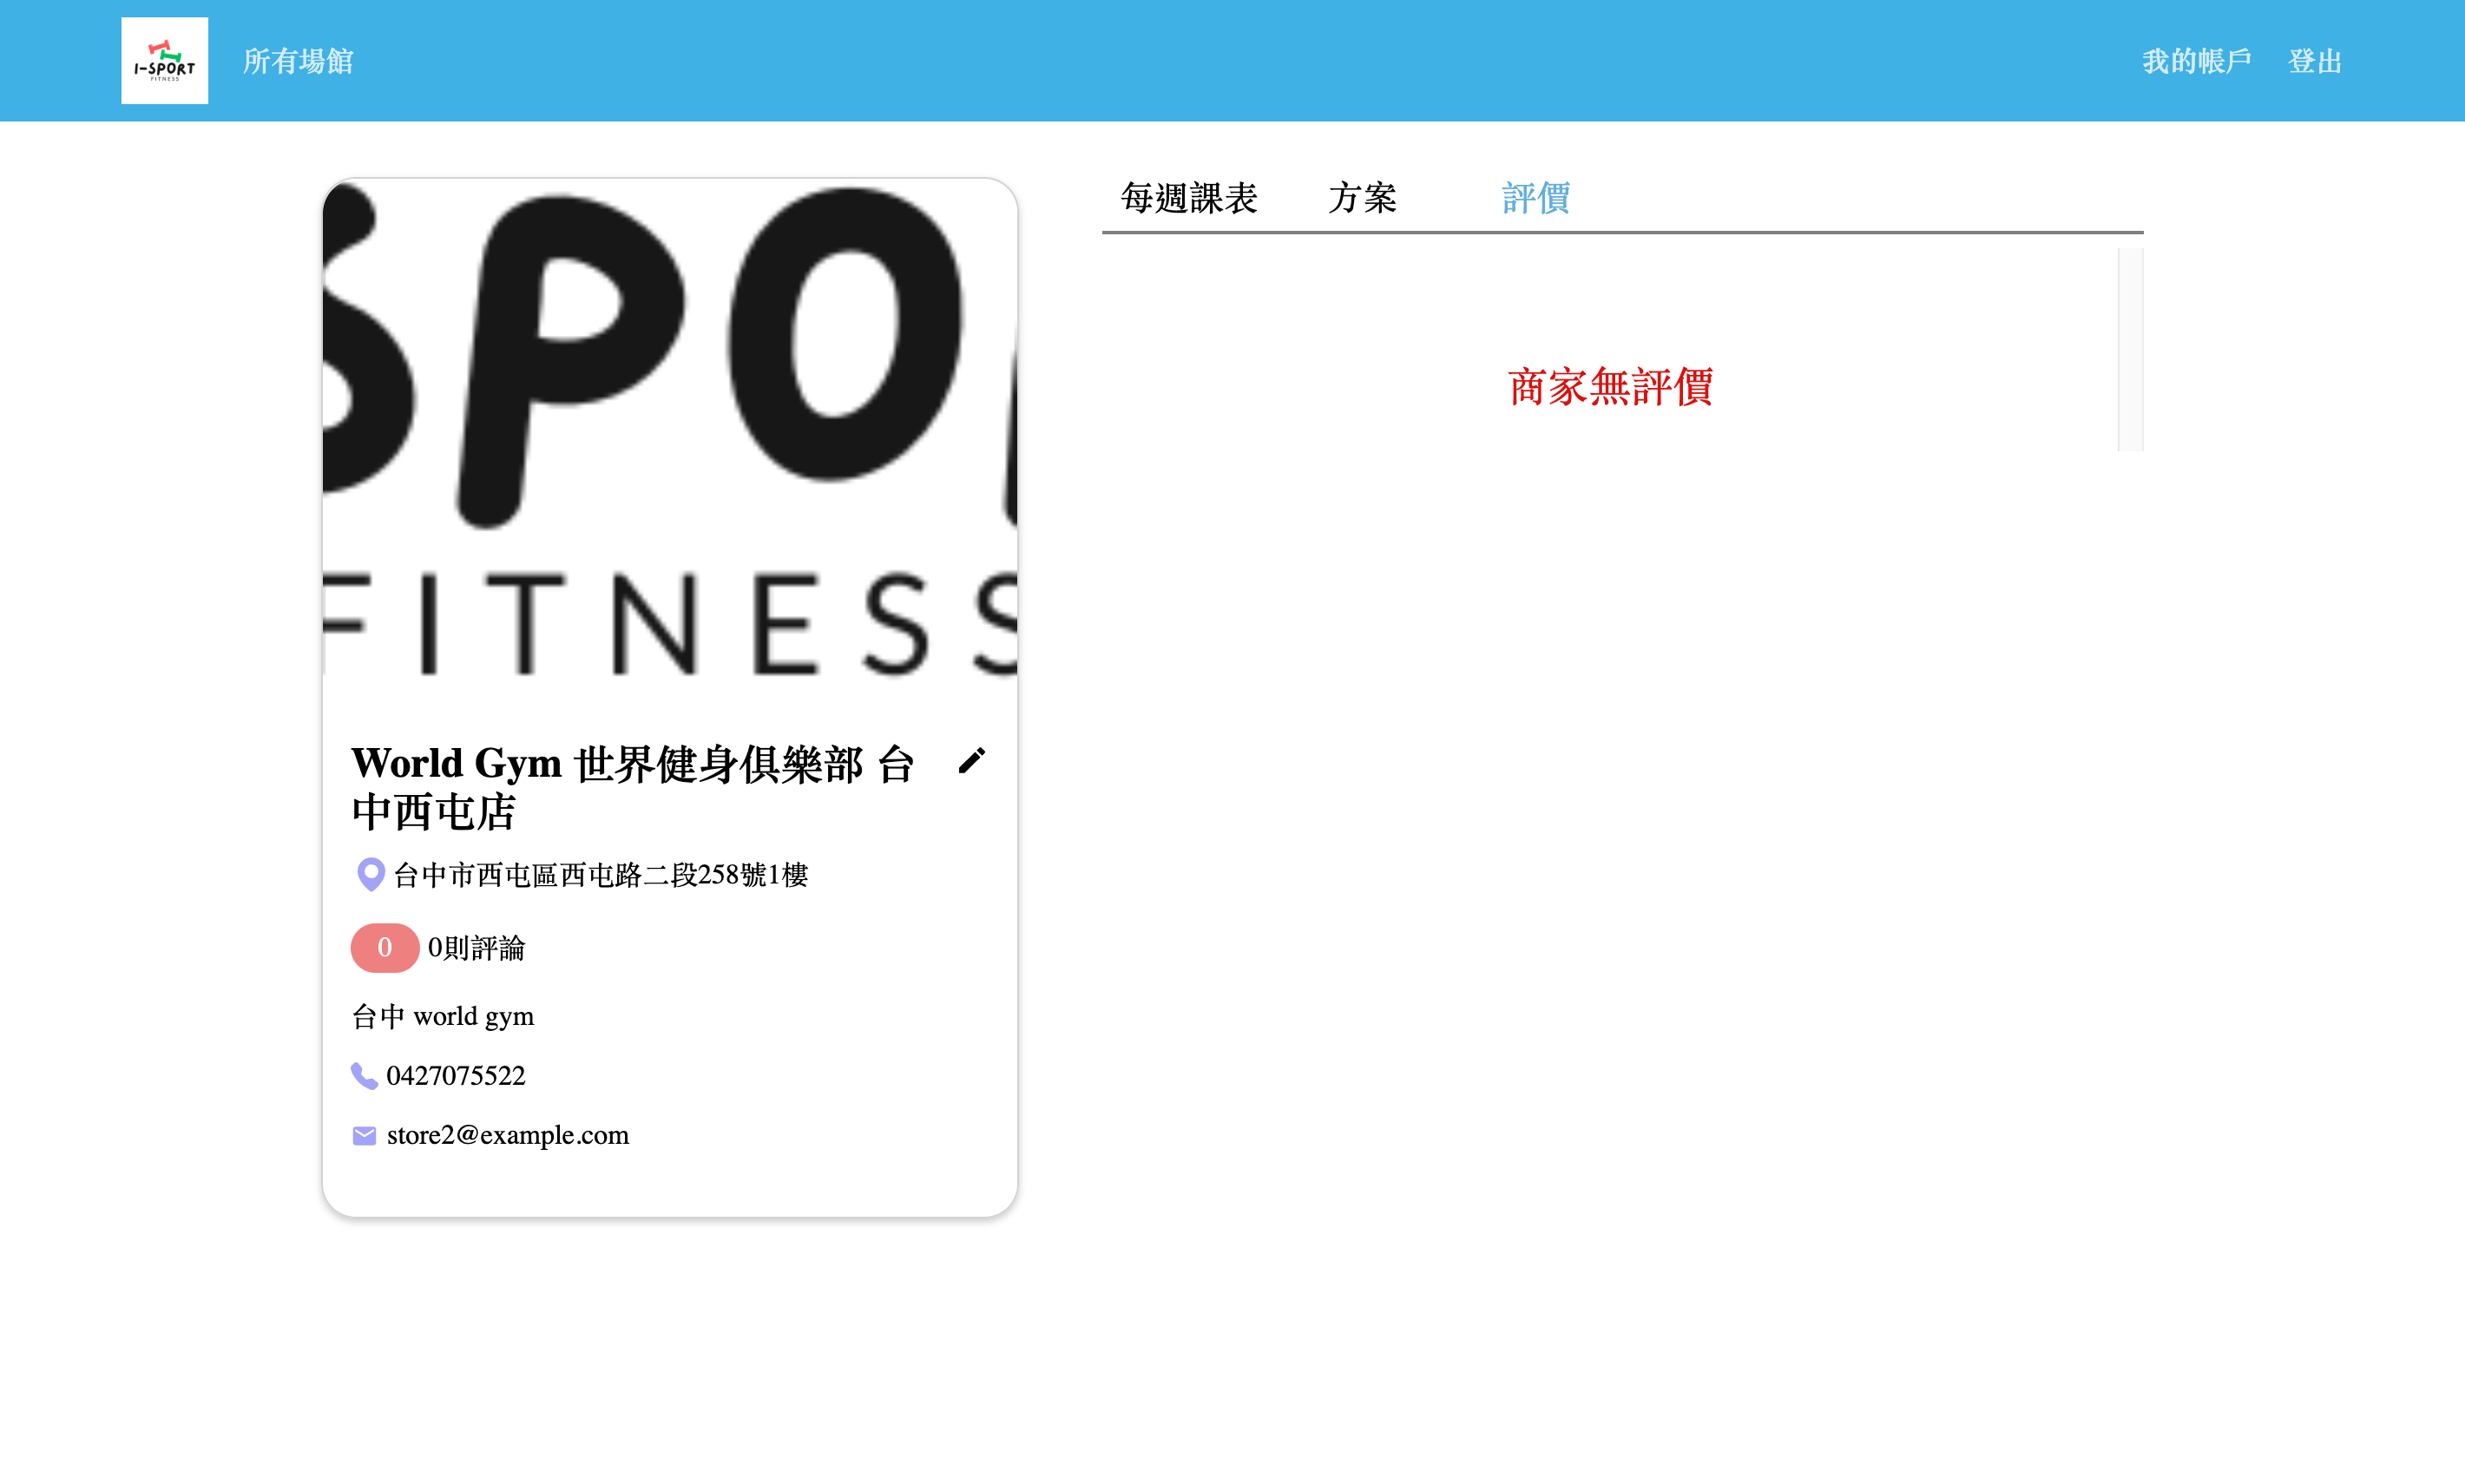 I-SPORT
FITNESS
所有場館
我的帳戶
登出
SPO
FITNESS
World Gym 世界健身俱樂部 台
中西屯店
台中市西屯區西屯路二段258號1樓
0 0則評論
台中 world gym
0427075522
store2@example.com
每週課表
方案
評價
商家無評價